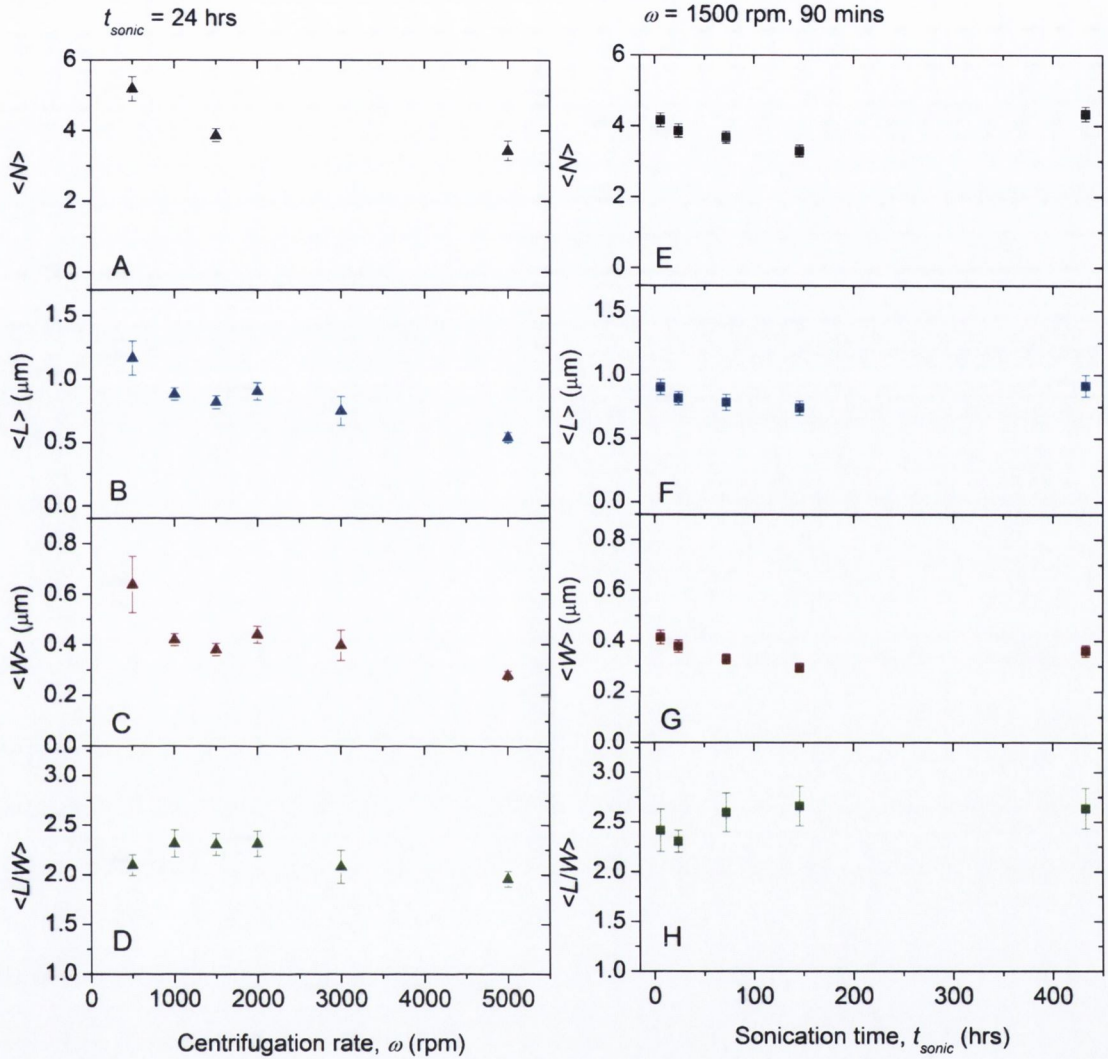 t_sonic = 24 hrs
ω = 1500 rpm, 90 mins
6
4
2
0
<N>
A
1.5
1.0
0.5
0.0
<L> (μm)
B
0.8
0.6
0.4
0.2
0.0
<W> (μm)
C
3.0
2.5
2.0
1.5
1.0
<L/W>
D
0 1000 2000 3000 4000 5000
Centrifugation rate, ω (rpm)
6
4
2
0
<N>
E
1.5
1.0
0.5
0.0
<L> (μm)
F
0.8
0.6
0.4
0.2
0.0
<W> (μm)
G
3.0
2.5
2.0
1.5
1.0
<L/W>
H
0 100 200 300 400
Sonication time, t_sonic (hrs)